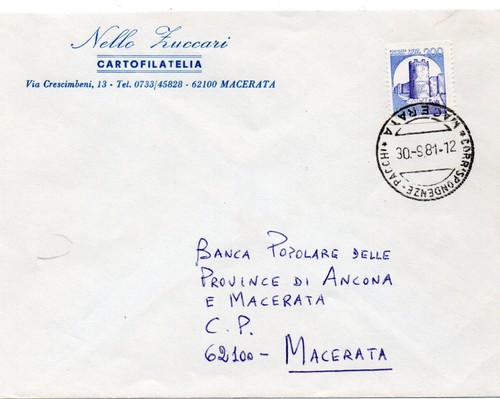 Nello Zuccari
CARTOFILATELIA
Via Crescimbeni, 13 - Tel. 0733/45828 - 62100 MACERATA
200
MACERATA
30.-9.81-12
*CORRISPONDENZE-PACCHI*
BANCA POPOLARE DELLE
PROVINCE DI ANCONA
E MACERATA
C. P.
62100 - MACERATA